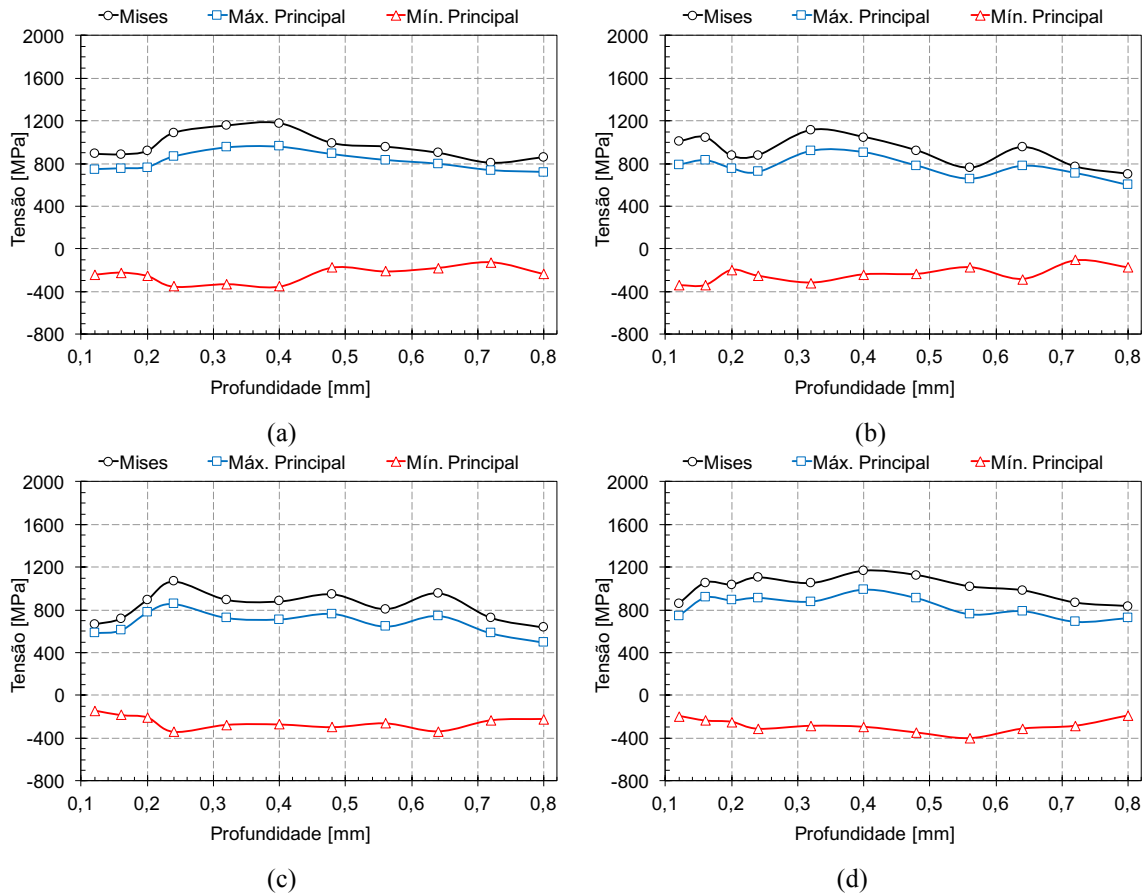 Mises Máx. Principal Mín. Principal
2000
1600
1200
800
400
0
-400
-800
Tensão [MPa]
0,1 0,2 0,3 0,4 0,5 0,6 0,7 0,8
Profundidade [mm]
(a)
Mises Máx. Principal Mín. Principal
2000
1600
1200
800
400
0
-400
-800
Tensão [MPa]
0,1 0,2 0,3 0,4 0,5 0,6 0,7 0,8
Profundidade [mm]
(b)
Mises Máx. Principal Mín. Principal
2000
1600
1200
800
400
0
-400
-800
Tensão [MPa]
0,1 0,2 0,3 0,4 0,5 0,6 0,7 0,8
Profundidade [mm]
(c)
Mises Máx. Principal Mín. Principal
2000
1600
1200
800
400
0
-400
-800
Tensão [MPa]
0,1 0,2 0,3 0,4 0,5 0,6 0,7 0,8
Profundidade [mm]
(d)